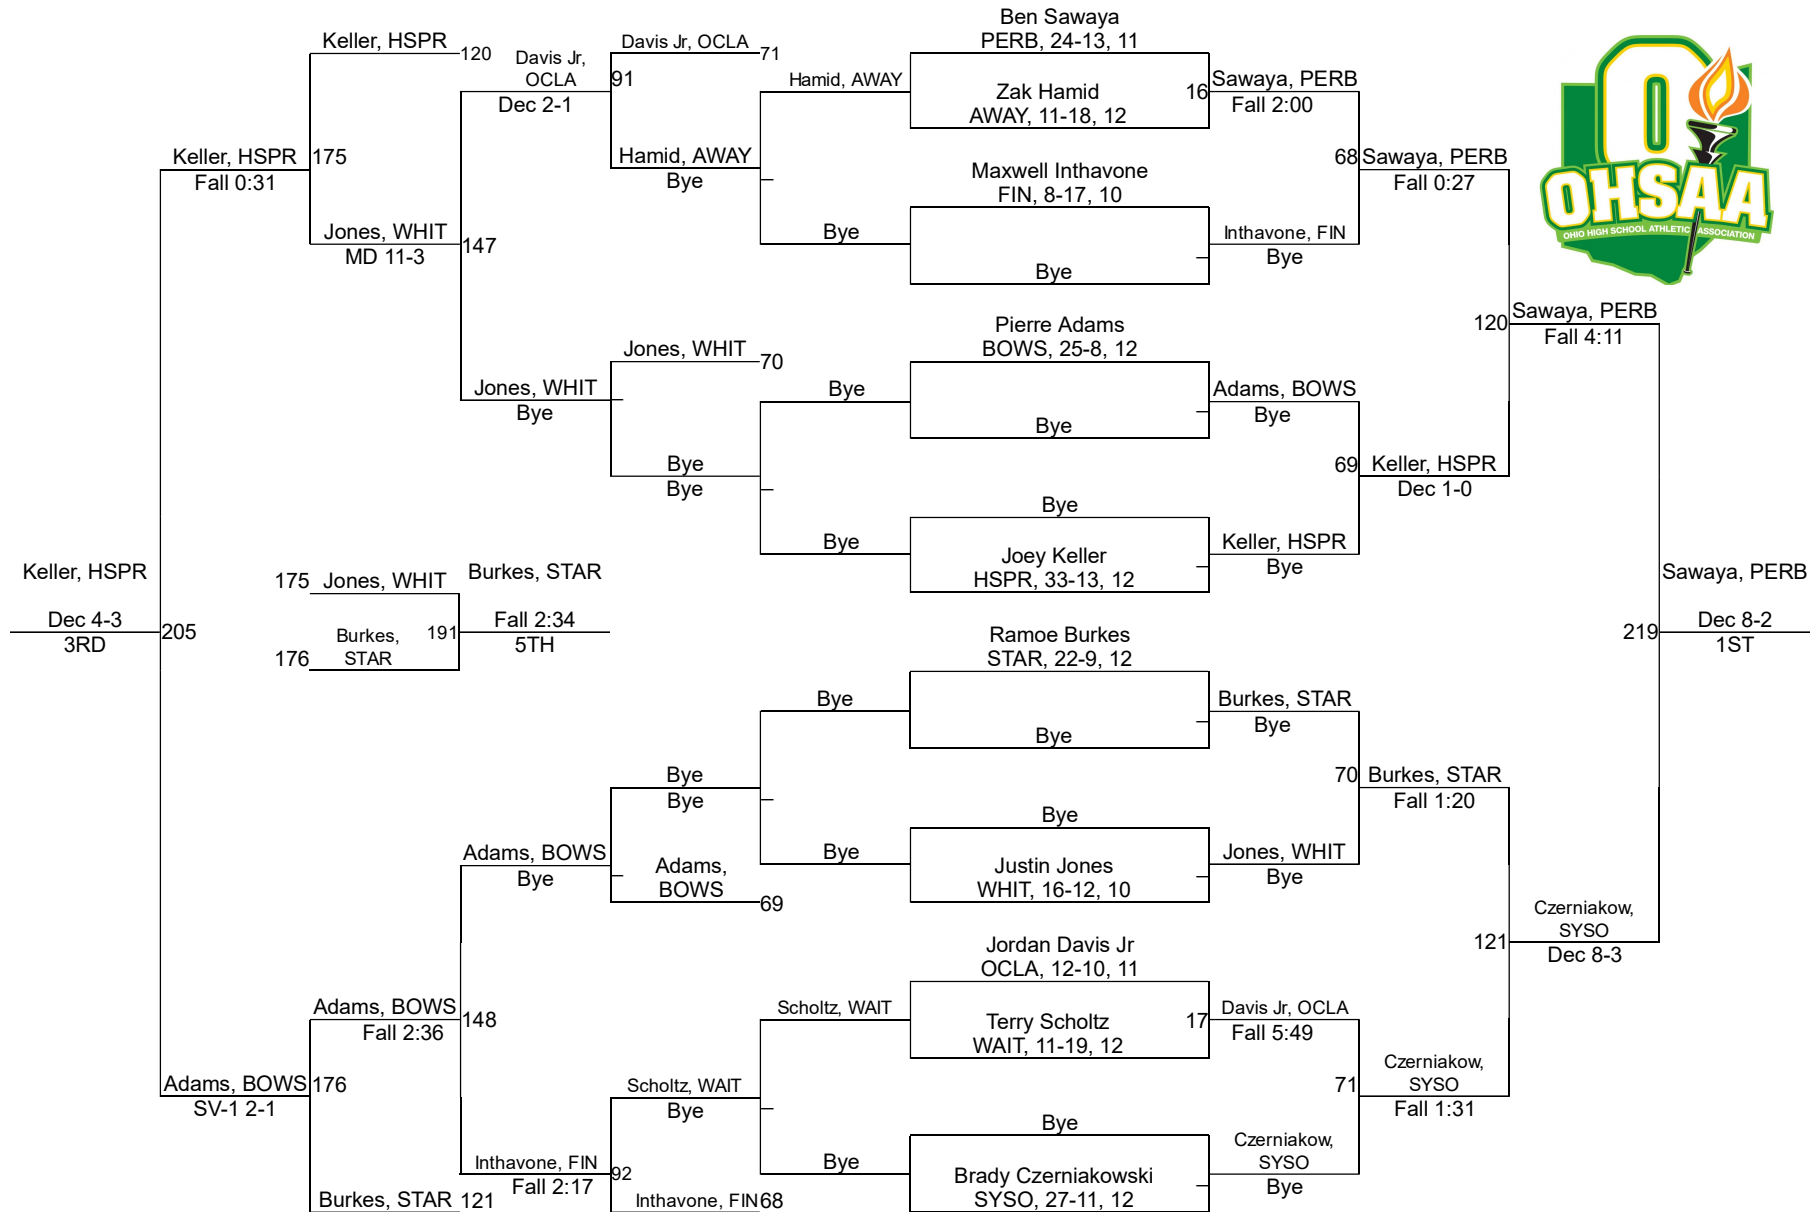 Ben Sawaya
PERB, 24-13, 11
Zak Hamid
AWAY, 11-18, 12
16
Maxwell Inthavone
FIN, 8-17, 10
Bye
Pierre Adams
BOWS, 25-8, 12
Bye
Bye
Joey Keller
HSPR, 33-13, 12
Ramoe Burkes
STAR, 22-9, 12
Bye
Bye
Justin Jones
WHIT, 16-12, 10
Jordan Davis Jr
OCLA, 12-10, 11
Terry Scholtz
WAIT, 11-19, 12
17
Bye
Brady Czerniakowski
SYSO, 27-11, 12
Sawaya, PERB
Fall 2:00
68
Inthavone, FIN
Bye
Adams, BOWS
Bye
69
Keller, HSPR
Bye
Burkes, STAR
Bye
70
Jones, WHIT
Bye
Davis Jr, OCLA
Fall 5:49
71
Czerniakow,
SYSO
Bye
Sawaya, PERB
Fall 0:27
120
Keller, HSPR
Dec 1-0
Burkes, STAR
Fall 1:20
121
Czerniakow,
SYSO
Fall 1:31
Sawaya, PERB
Fall 4:11
219
Czerniakow,
SYSO
Dec 8-3
Sawaya, PERB
Dec 8-2
1ST
O
OHSAA
OHIO HIGH SCHOOL ATHLETIC ASSOCIATION
Hamid, AWAY
Bye
Bye
Bye
Bye
Bye
Scholtz, WAIT
Bye
Davis Jr, OCLA
71
91
Hamid, AWAY
Bye
Jones, WHIT
70
Bye
Bye
Bye
Bye
Adams,
BOWS
69
Scholtz, WAIT
Bye
92
Inthavone, FIN
68
Davis Jr,
OCLA
Dec 2-1
147
Jones, WHIT
Bye
Adams, BOWS
Bye
148
Inthavone, FIN
Fall 2:17
Keller, HSPR
120
175
Jones, WHIT
MD 11-3
Adams, BOWS
Fall 2:36
176
Burkes, STAR
121
Keller, HSPR
Fall 0:31
205
Adams, BOWS
SV-1 2-1
Keller, HSPR
Dec 4-3
3RD
175
Jones, WHIT
191
176
Burkes,
STAR
Burkes, STAR
Fall 2:34
5TH